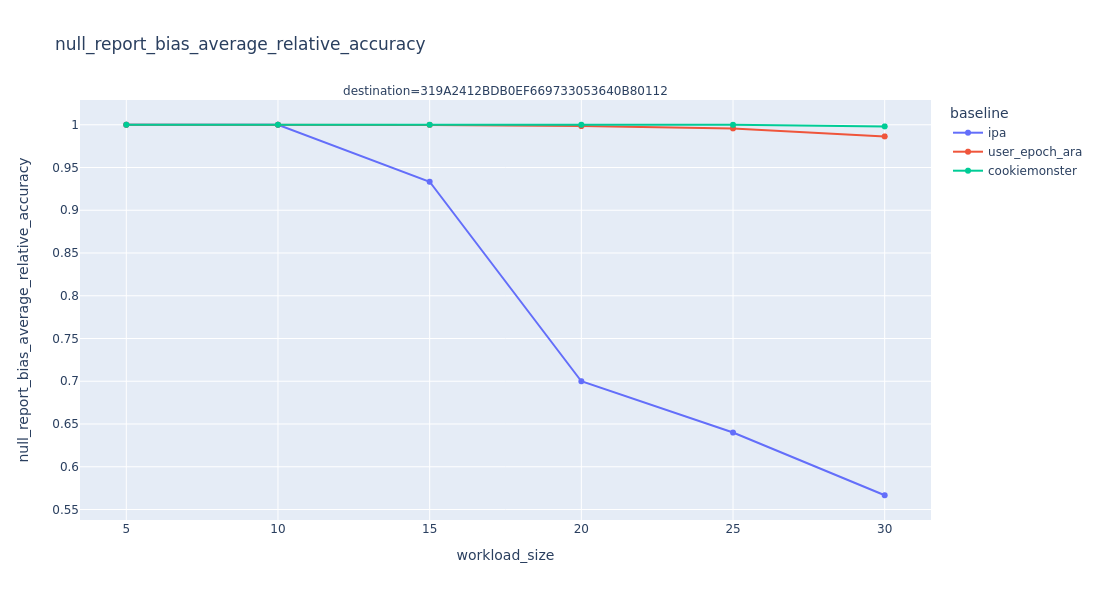 null_report_bias_average_relative_accuracy
destination=319A2412BDB0EF669733053640B80112
null_report_bias_average_relative_accuracy
1
0.95
0.9
0.85
0.8
0.75
0.7
0.65
0.6
0.55
5 10 15 20 25 30
workload_size
baseline
ipa
user_epoch_ara
cookiemonster